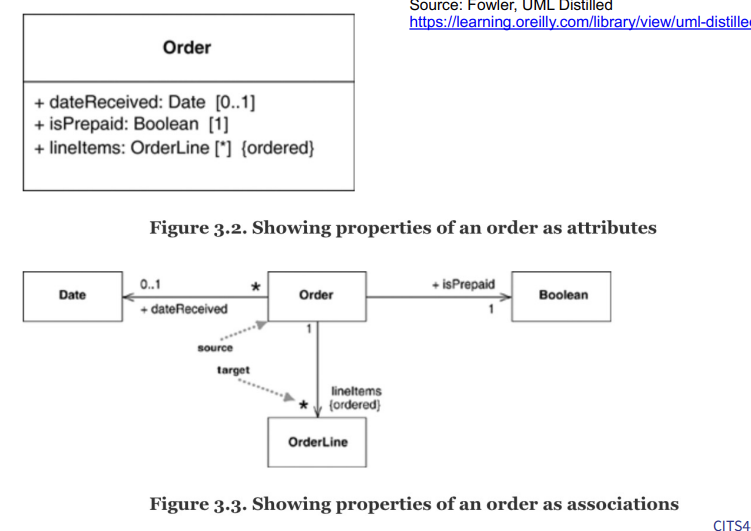 Source: Fowler, UML Distilled
https://learning.oreilly.com/library/view/uml-distille
Order
+ dateReceived: Date [0..1]
+ isPrepaid: Boolean [1]
+ lineItems: OrderLine [*] {ordered}
Figure 3.2. Showing properties of an order as attributes
Date
0..1
+ dateReceived
*
Order
+ isPrepaid
1
Boolean
1
source
target
*
lineItems
{ordered}
OrderLine
Figure 3.3. Showing properties of an order as associations
CITS4